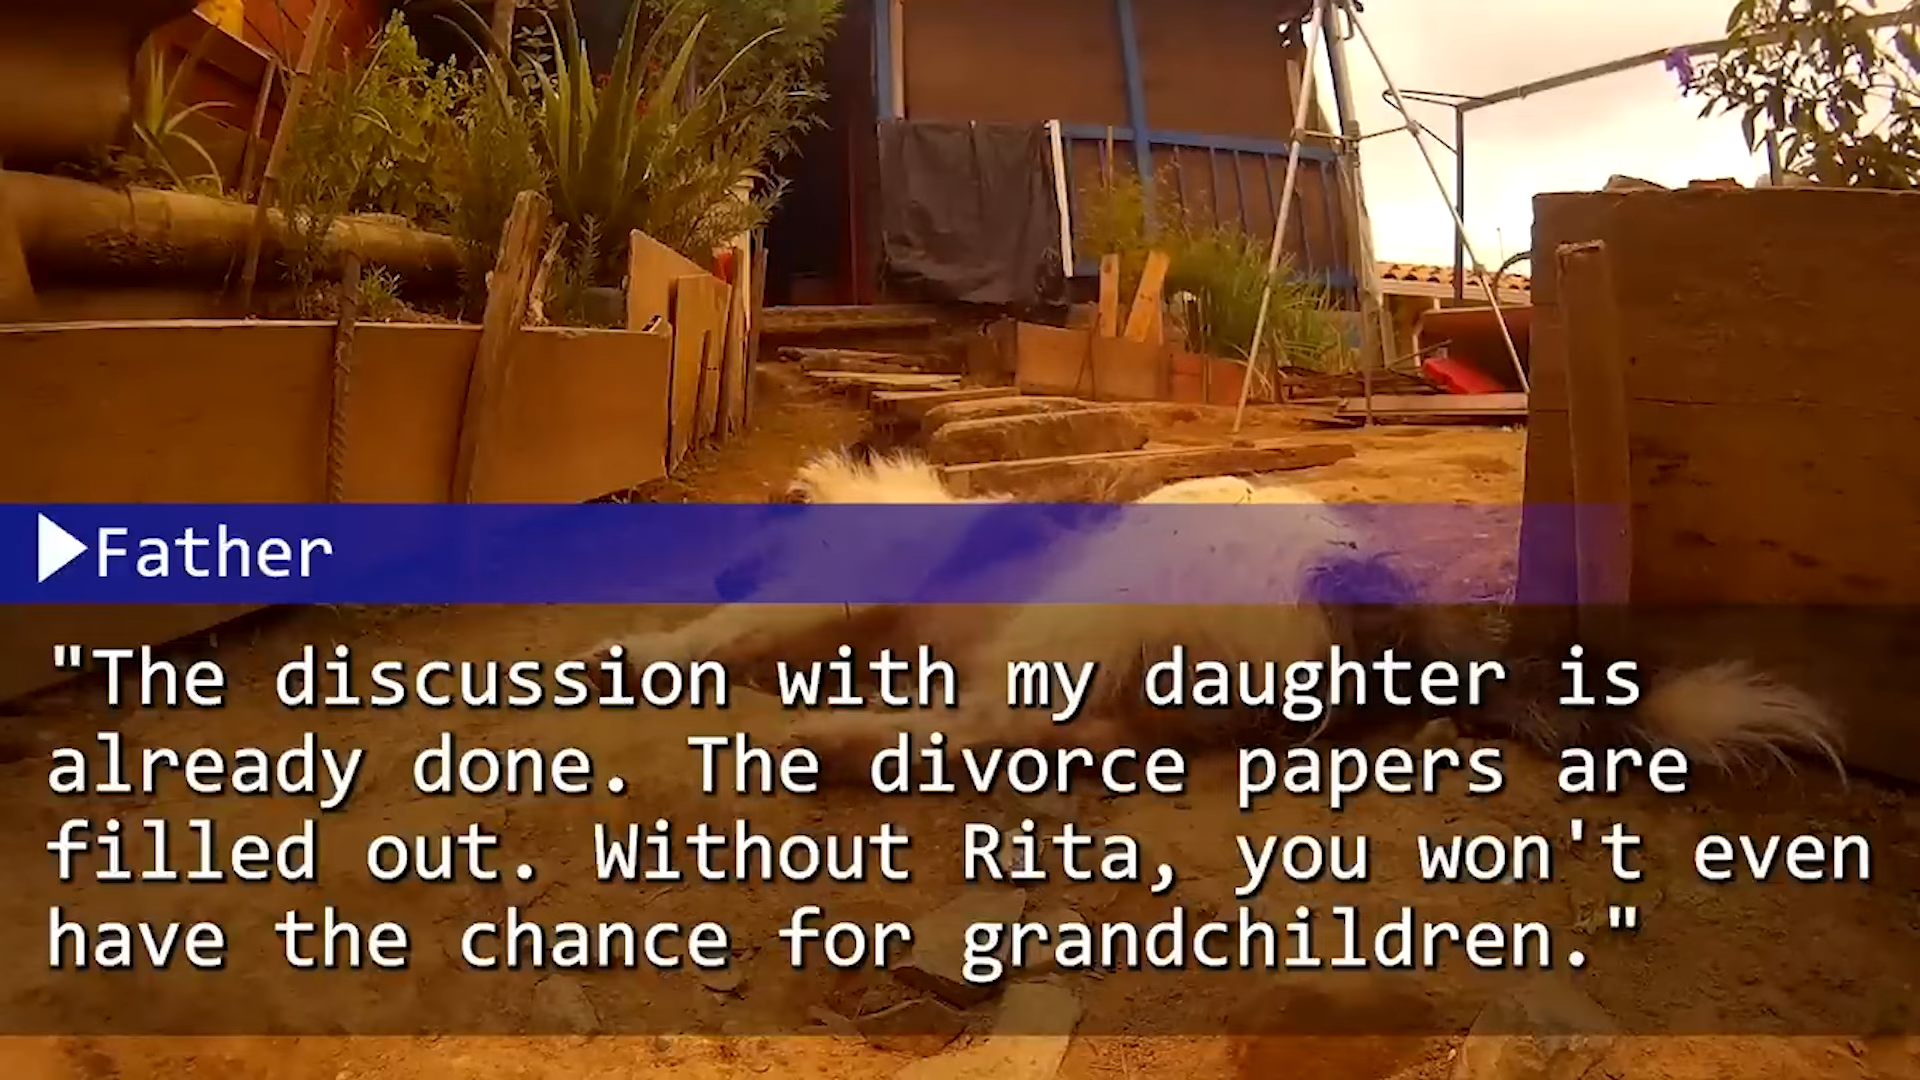 Father
"The discussion with my daughter is
already done. The divorce papers are
filled out. Without Rita, you won't even
have the chance for grandchildren."